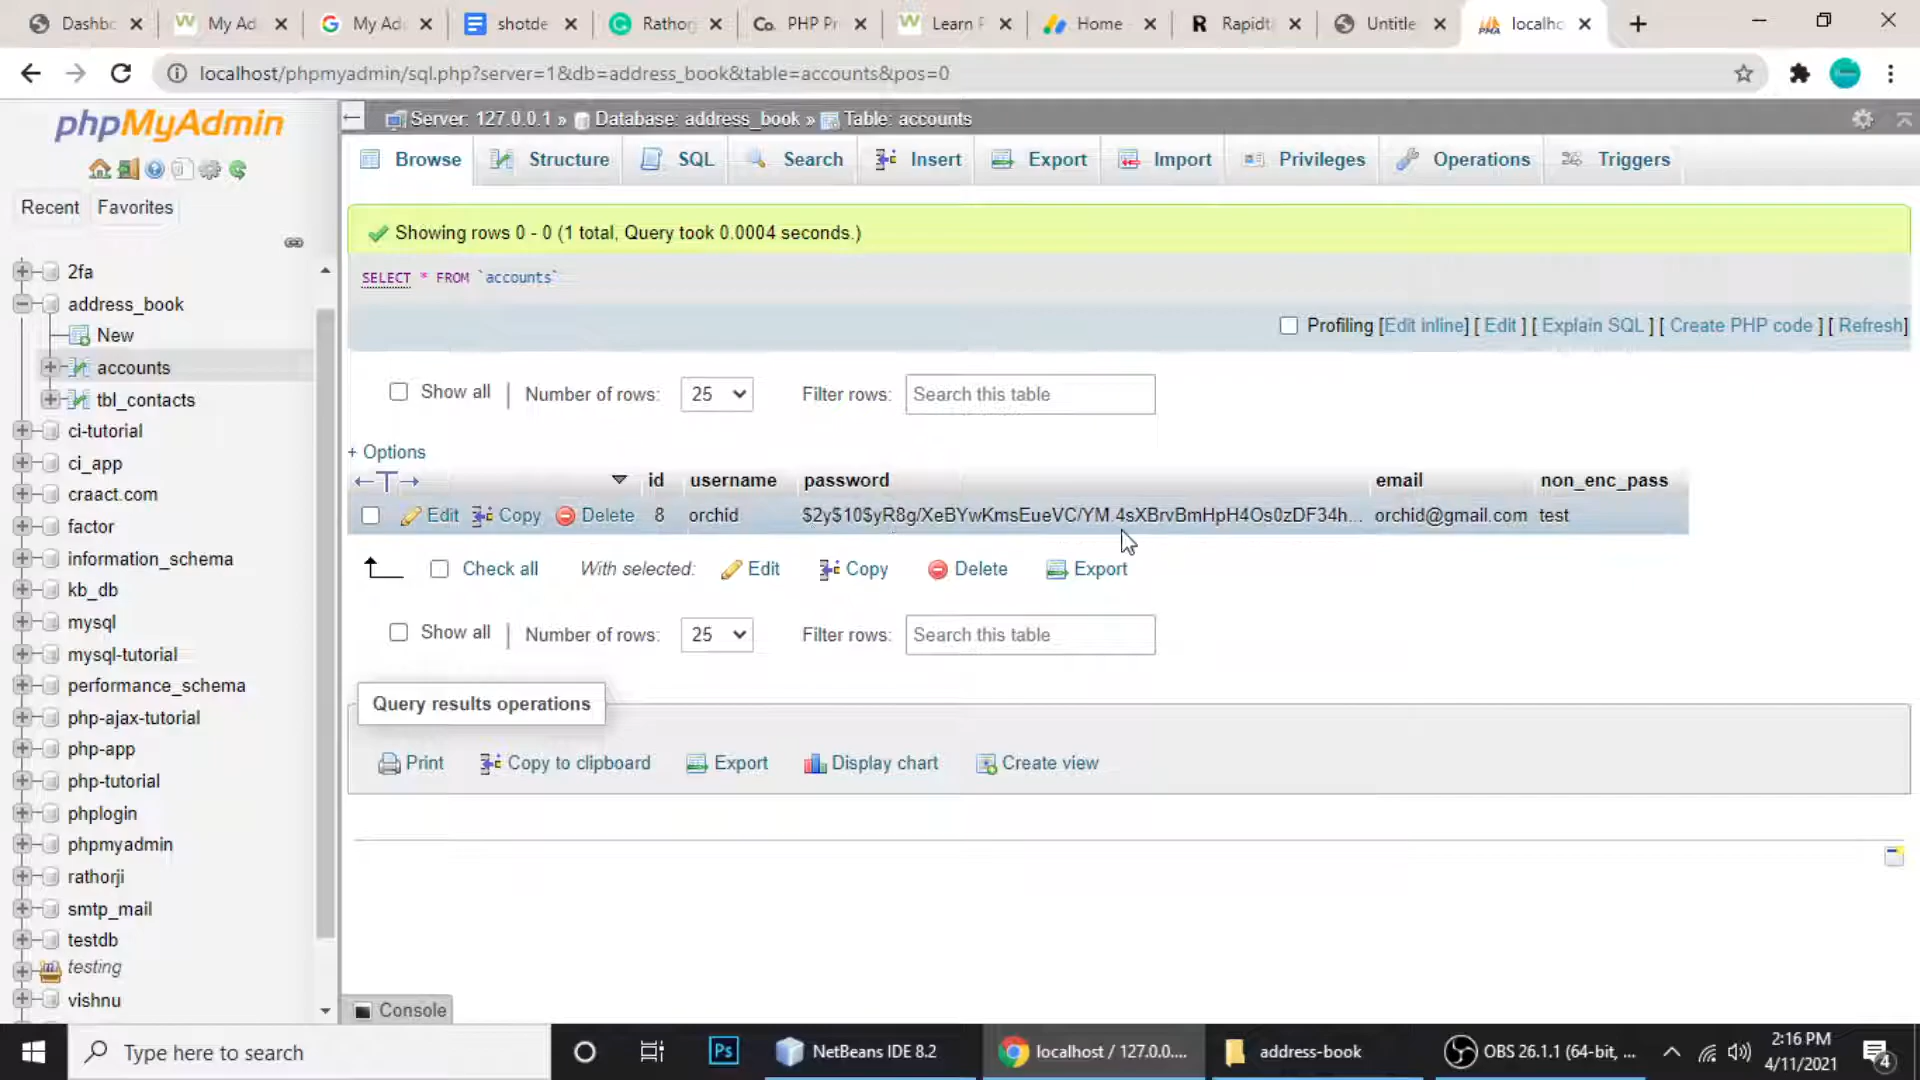 Dashb
My Ad
My Ad
shotde
Rathor
Co. PHP Pr
Learn P
Home
R Rapidt
Untitle
PMA localho
localhost/phpmyadmin/sql.php?server=1&db=address_book&table=accounts&pos=0
phpMyAdmin
Server: 127.0.0.1 » Database: address_book » Table: accounts
Browse Structure SQL Search Insert Export Import Privileges Operations Triggers
Recent Favorites
Showing rows 0 - 0 (1 total, Query took 0.0004 seconds.)
SELECT * FROM `accounts`
Profiling [Edit inline] [ Edit ] [ Explain SQL ] [ Create PHP code ] [ Refresh]
2fa
address_book
New
accounts
tbl_contacts
ci-tutorial
ci_app
craact.com
factor
information_schema
kb_db
mysql
mysql-tutorial
performance_schema
php-ajax-tutorial
php-app
php-tutorial
phplogin
phpmyadmin
rathorji
smtp_mail
testdb
testing
vishnu
Show all Number of rows: 25 Filter rows: Search this table
+ Options
←T→ id username password email non_enc_pass
Edit Copy Delete 8 orchid $2y$10$yR8g/XeBYwKmsEueVC/YM.4sXBrvBmHpH4Os0zDF34h... orchid@gmail.com test
Check all With selected: Edit Copy Delete Export
Show all Number of rows: 25 Filter rows: Search this table
Query results operations
Print Copy to clipboard Export Display chart Create view
Console
Type here to search
Ps
NetBeans IDE 8.2
localhost / 127.0.0....
address-book
OBS 26.1.1 (64-bit, ...
2:16 PM
4/11/2021
4